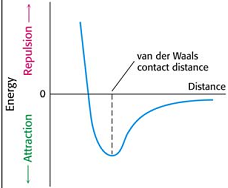 Repulsion
van der Waals
contact distance
Energy
0
Distance
Attraction